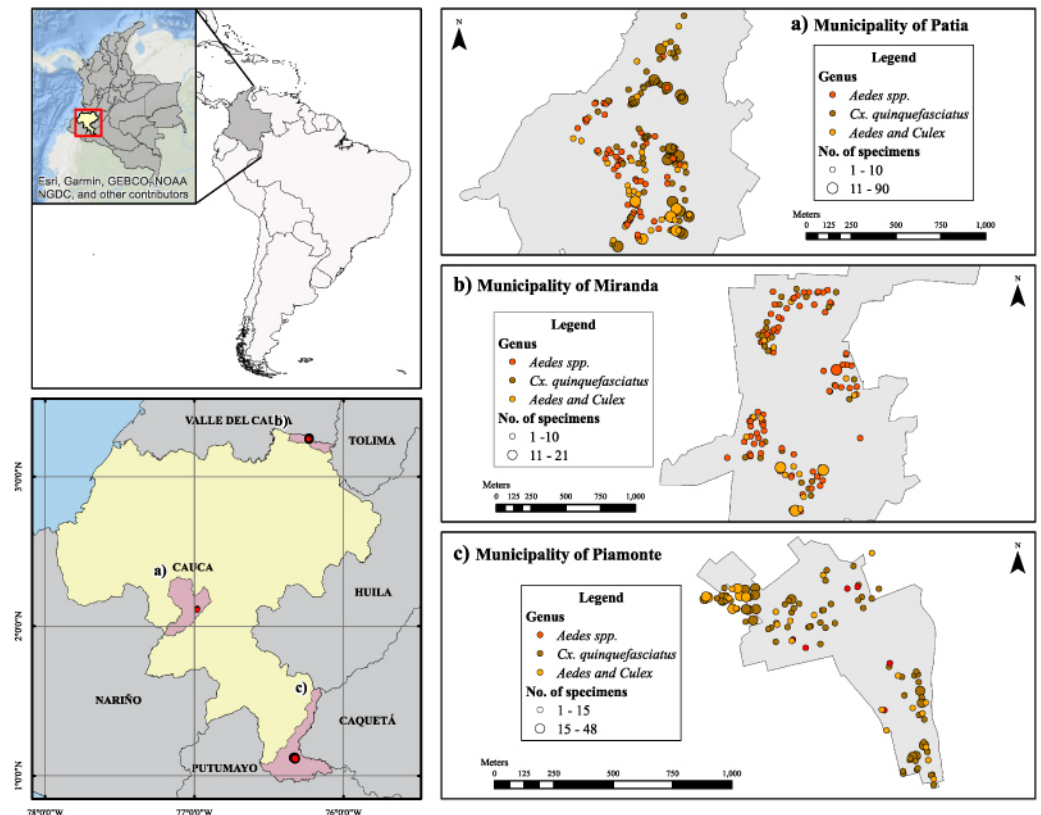 Esri, Garmin, GEBCO, NOAA
NGDC, and other contributors
N
a) Municipality of Patia
Legend
Genus
Aedes spp.
Cx. quinquefasciatus
Aedes and Culex
No. of specimens
1 - 10
11 - 90
Meters
0 125 250 500 750 1,000
b) Municipality of Miranda
N
Legend
Genus
Aedes spp.
Cx. quinquefasciatus
Aedes and Culex
No. of specimens
1 -10
11 - 21
Meters
0 125 250 500 750 1,000
c) Municipality of Piamonte
N
Legend
Genus
Aedes spp.
Cx. quinquefasciatus
Aedes and Culex
No. of specimens
1 - 15
15 - 48
Meters
0 125 250 500 750 1,000
VALLE DEL CAUCA
b)
TOLIMA
3°0'0"N
a)
CAUCA
HUILA
2°0'0"N
c)
NARIÑO
CAQUETÁ
PUTUMAYO
1°0'0"N
78°0'0"W
77°0'0"W
76°0'0"W